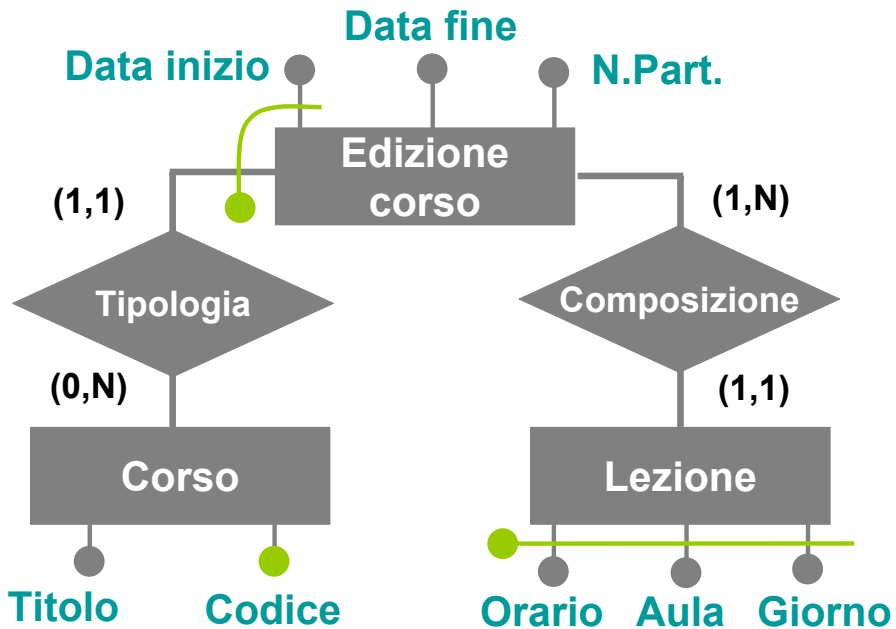 Data fine
Data inizio
N.Part.
Edizione
corso
(1,1)
(1,N)
Tipologia
Composizione
(0,N)
(1,1)
Corso
Lezione
Titolo
Codice
Orario
Aula
Giorno